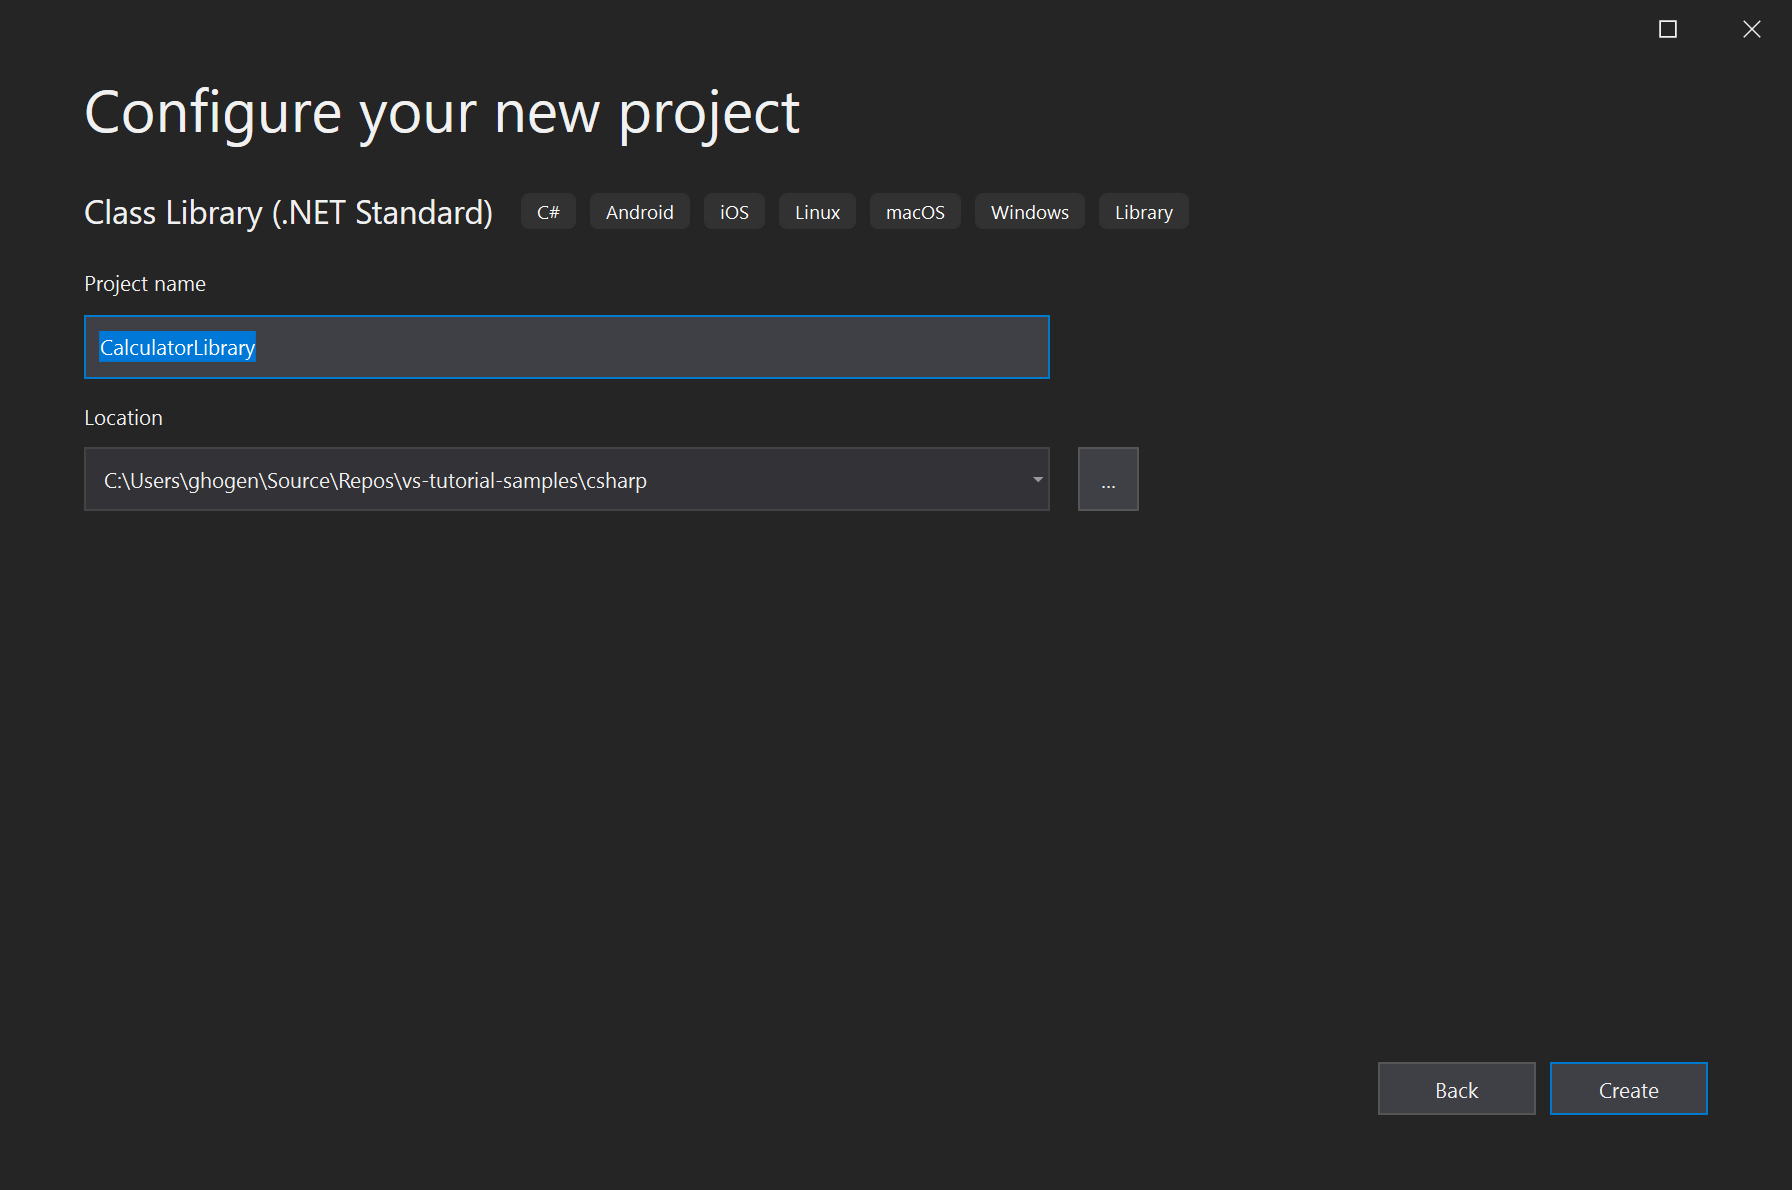 Configure your new project
Class Library (.NET Standard) C# Android iOS Linux macOS Windows Library
Project name
CalculatorLibrary
Location
C:\Users\ghogen\Source\Repos\vs-tutorial-samples\csharp ...
Back Create